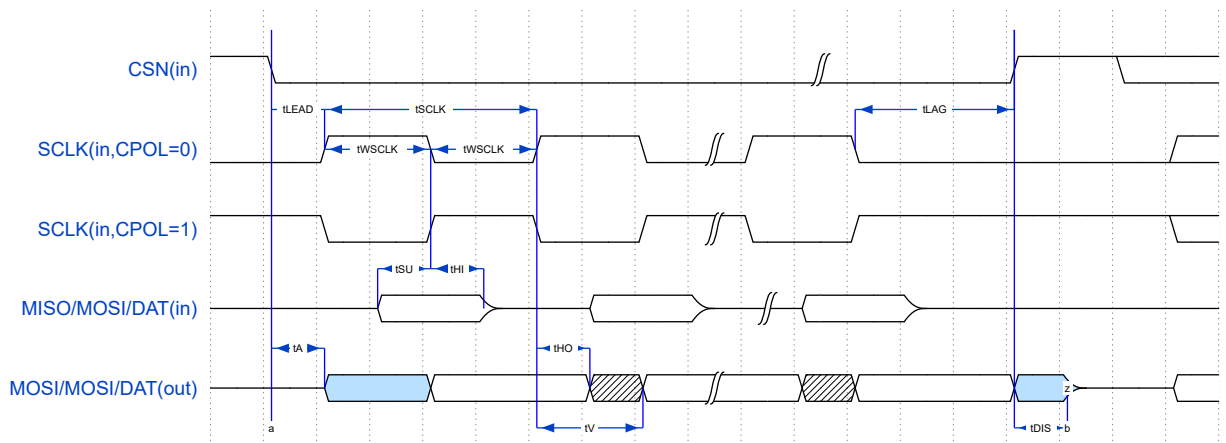 CSN(in)
tLEAD tSCLK tLAG
SCLK(in,CPOL=0) tWSCLK tWSCLK
SCLK(in,CPOL=1)
tSU tHI
MISO/MOSI/DAT(in)
tA tHO
MOSI/MOSI/DAT(out) z
a tV tDIS b